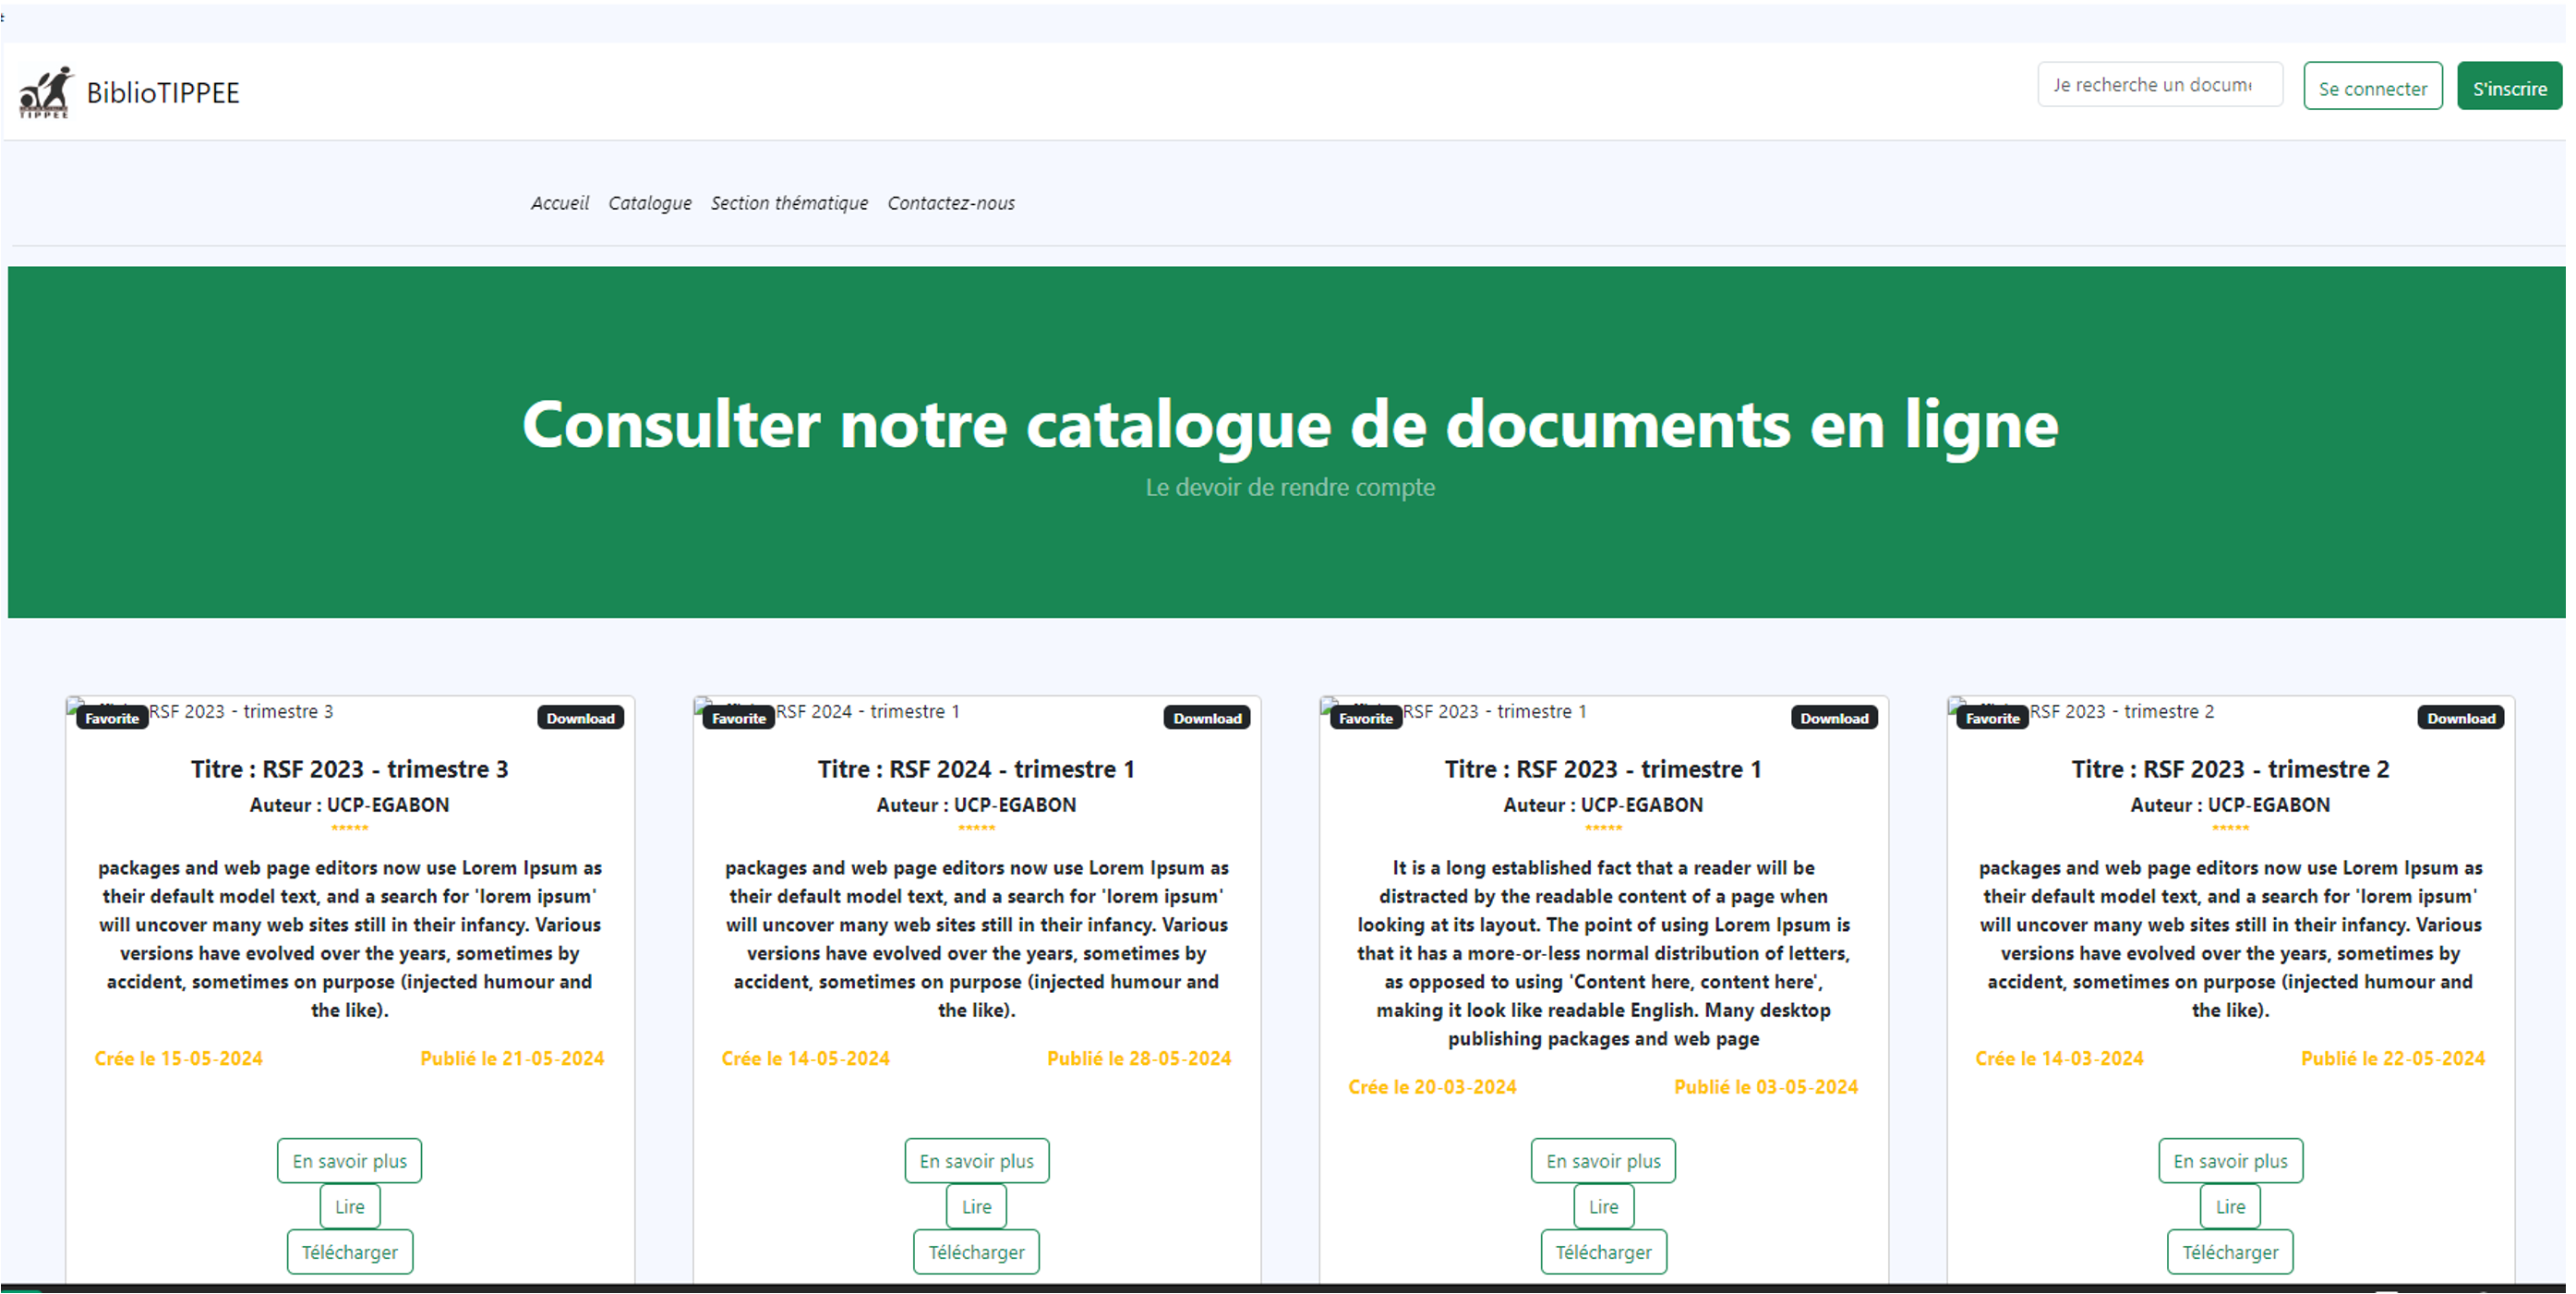 BiblioTIPPEE
TIPPEE
Je recherche un docume
Se connecter
S'inscrire
Accueil Catalogue Section thématique Contactez-nous
Consulter notre catalogue de documents en ligne
Le devoir de rendre compte
Favorite
RSF 2023 - trimestre 3
Download
Titre : RSF 2023 - trimestre 3
Auteur : UCP-EGABON
*****
packages and web page editors now use Lorem Ipsum as
their default model text, and a search for 'lorem ipsum'
will uncover many web sites still in their infancy. Various
versions have evolved over the years, sometimes by
accident, sometimes on purpose (injected humour and
the like).
Crée le 15-05-2024
Publié le 21-05-2024
En savoir plus
Lire
Télécharger
Favorite
RSF 2024 - trimestre 1
Download
Titre : RSF 2024 - trimestre 1
Auteur : UCP-EGABON
*****
packages and web page editors now use Lorem Ipsum as
their default model text, and a search for 'lorem ipsum'
will uncover many web sites still in their infancy. Various
versions have evolved over the years, sometimes by
accident, sometimes on purpose (injected humour and
the like).
Crée le 14-05-2024
Publié le 28-05-2024
En savoir plus
Lire
Télécharger
Favorite
RSF 2023 - trimestre 1
Download
Titre : RSF 2023 - trimestre 1
Auteur : UCP-EGABON
*****
It is a long established fact that a reader will be
distracted by the readable content of a page when
looking at its layout. The point of using Lorem Ipsum is
that it has a more-or-less normal distribution of letters,
as opposed to using 'Content here, content here',
making it look like readable English. Many desktop
publishing packages and web page
Crée le 20-03-2024
Publié le 03-05-2024
En savoir plus
Lire
Télécharger
Favorite
RSF 2023 - trimestre 2
Download
Titre : RSF 2023 - trimestre 2
Auteur : UCP-EGABON
*****
packages and web page editors now use Lorem Ipsum as
their default model text, and a search for 'lorem ipsum'
will uncover many web sites still in their infancy. Various
versions have evolved over the years, sometimes by
accident, sometimes on purpose (injected humour and
the like).
Crée le 14-03-2024
Publié le 22-05-2024
En savoir plus
Lire
Télécharger